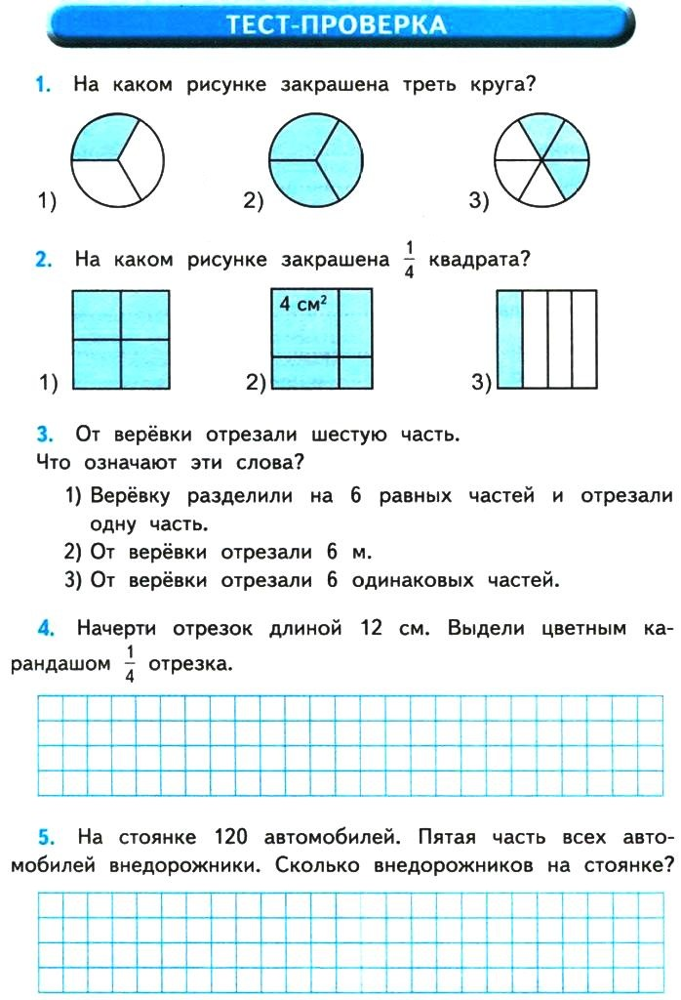 ТЕСТ-ПРОВЕРКА
1. На каком рисунке закрашена треть круга?
1) 2) 3)
2. На каком рисунке закрашена 1/4 квадрата?
4 см²
1) 2) 3)
3. От верёвки отрезали шестую часть.
Что означают эти слова?
1) Верёвку разделили на 6 равных частей и отрезали
одну часть.
2) От верёвки отрезали 6 м.
3) От верёвки отрезали 6 одинаковых частей.
4. Начерти отрезок длиной 12 см. Выдели цветным ка-
рандашом 1/4 отрезка.
5. На стоянке 120 автомобилей. Пятая часть всех авто-
мобилей внедорожники. Сколько внедорожников на стоянке?